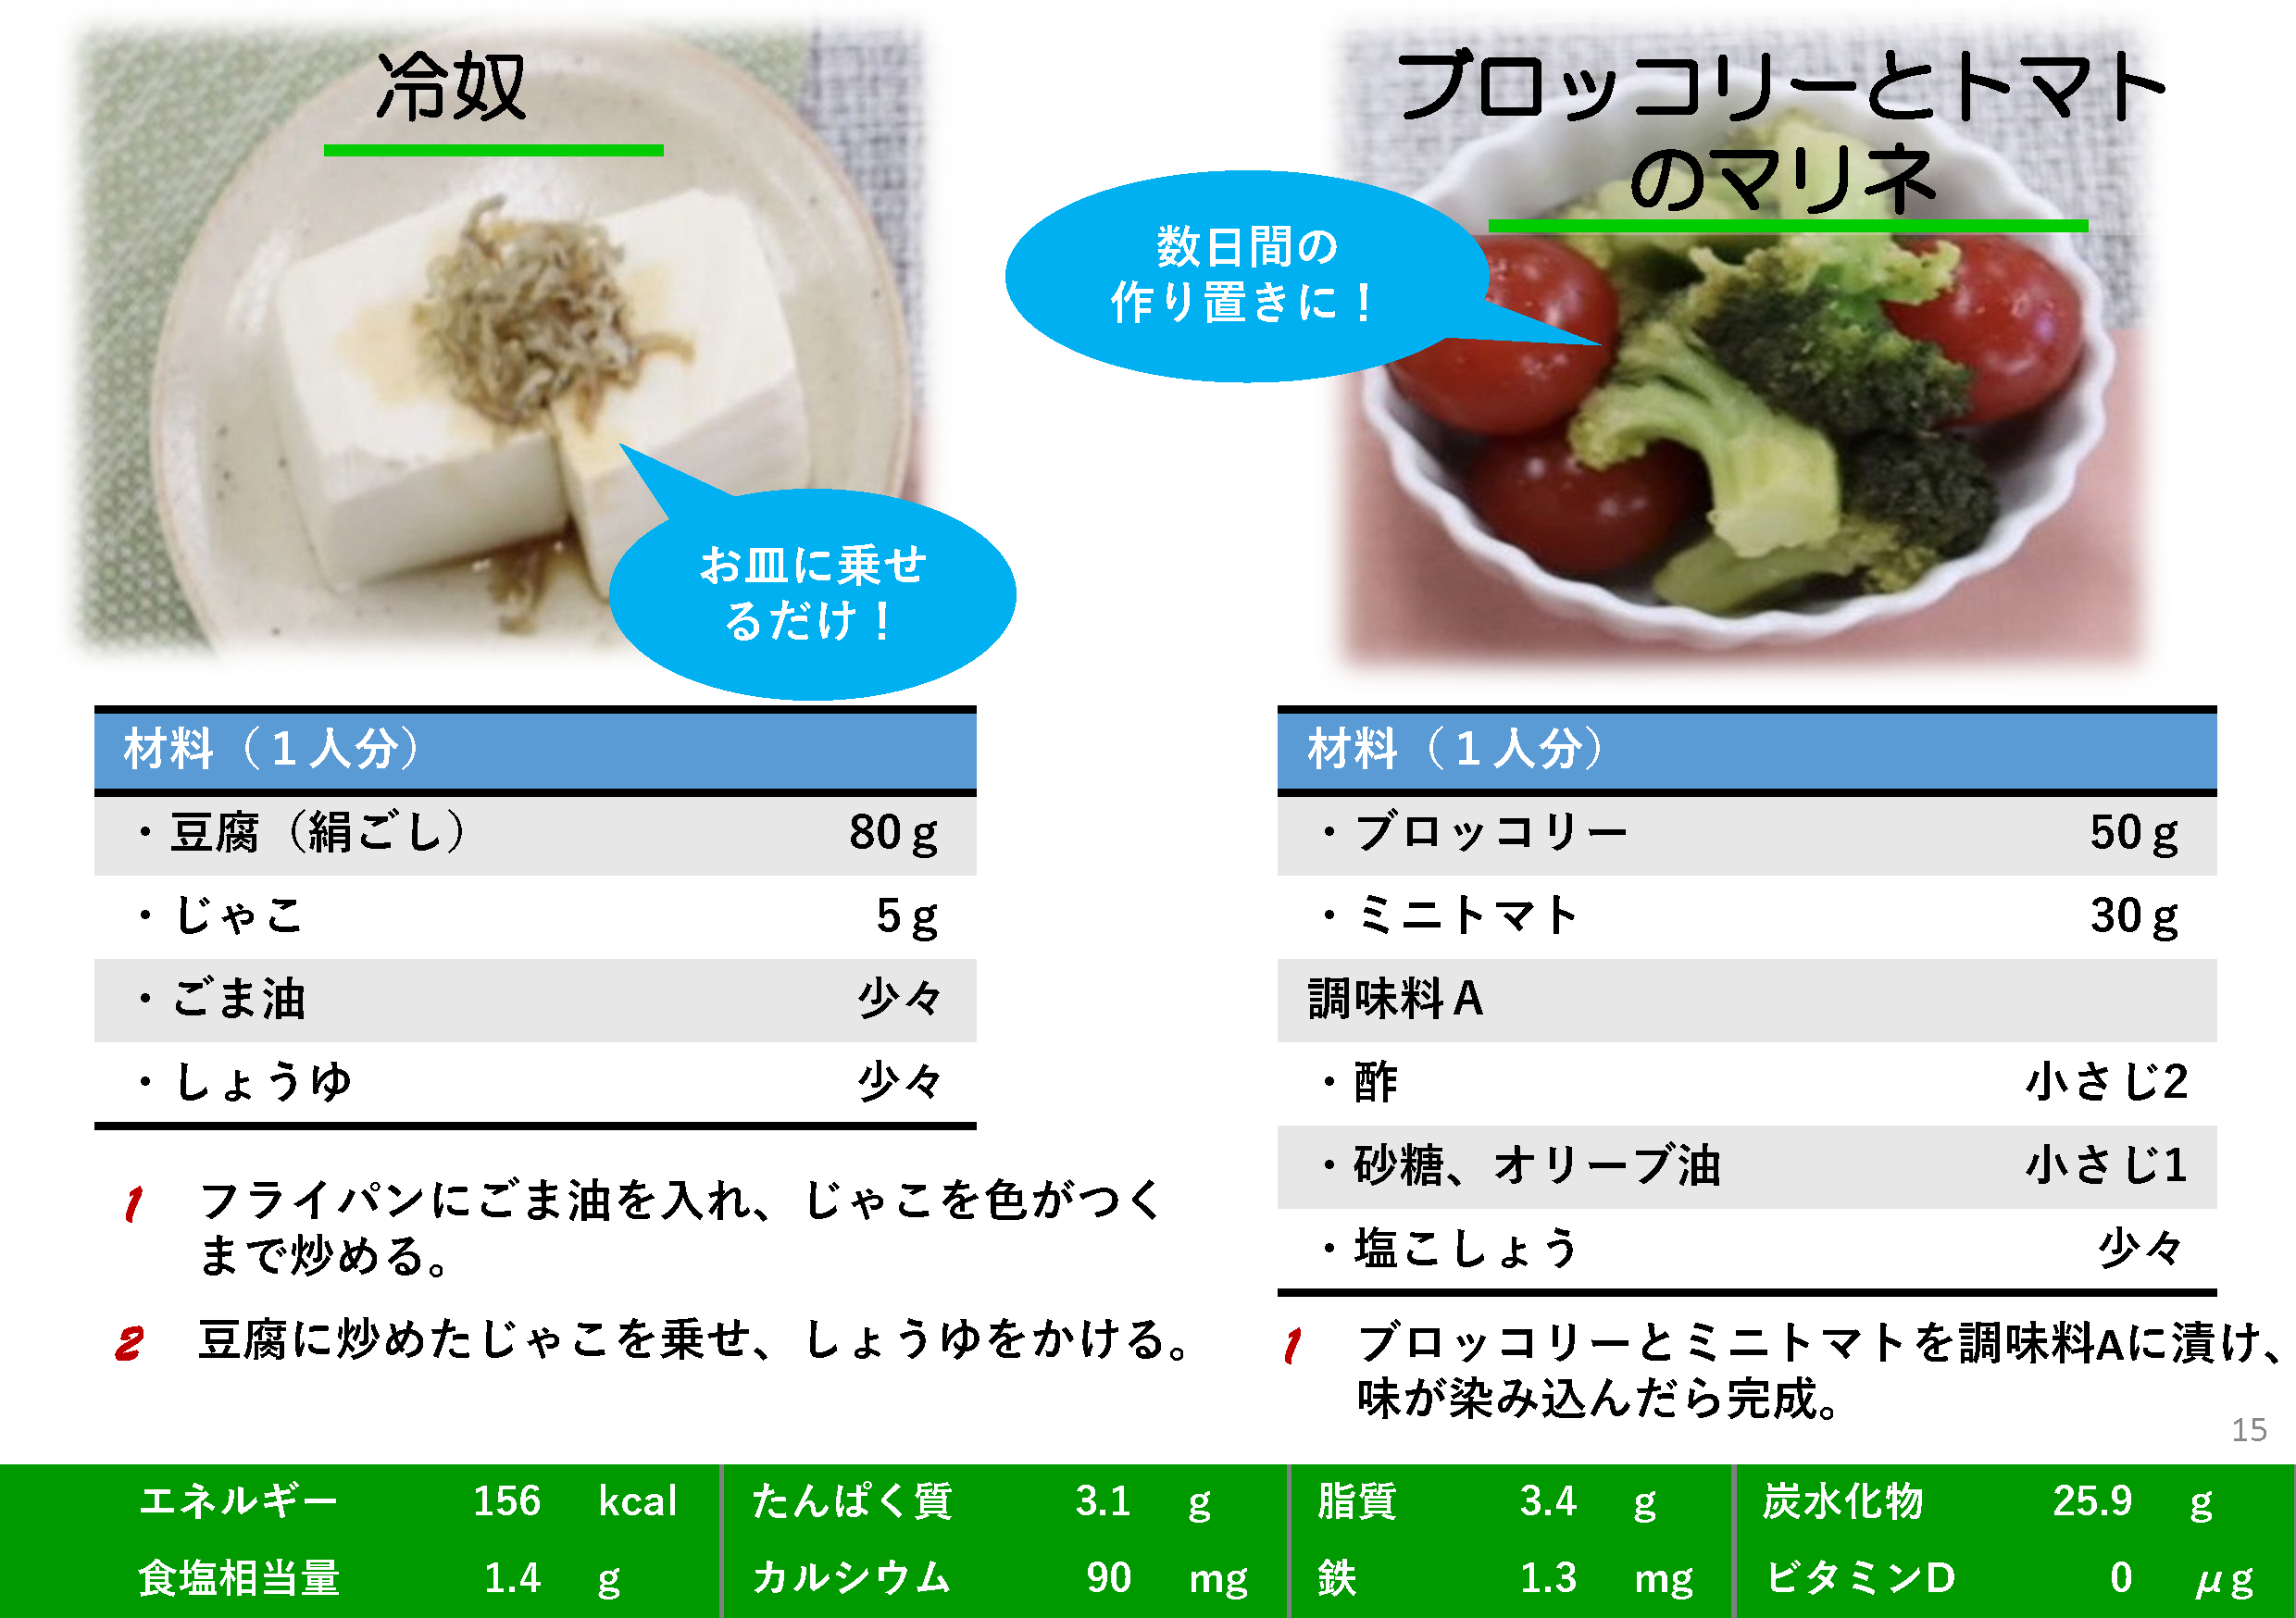 冷奴
お皿に乗せ
るだけ！
材料（１人分）
・豆腐（絹ごし） 80ｇ
・じゃこ 5ｇ
・ごま油 少々
・しょうゆ 少々
1 フライパンにごま油を入れ、じゃこを色がつく
まで炒める。
2 豆腐に炒めたじゃこを乗せ、しょうゆをかける。
ブロッコリーとトマト
のマリネ
数日間の
作り置きに！
材料（１人分）
・ブロッコリー 50ｇ
・ミニトマト 30ｇ
調味料Ａ
・酢 小さじ2
・砂糖、オリーブ油 小さじ1
・塩こしょう 少々
1 ブロッコリーとミニトマトを調味料Aに漬け、
味が染み込んだら完成。
15
エネルギー 156 kcal たんぱく質 3.1 g 脂質 3.4 g 炭水化物 25.9 g
食塩相当量 1.4 g カルシウム 90 mg 鉄 1.3 mg ビタミンD 0 μg